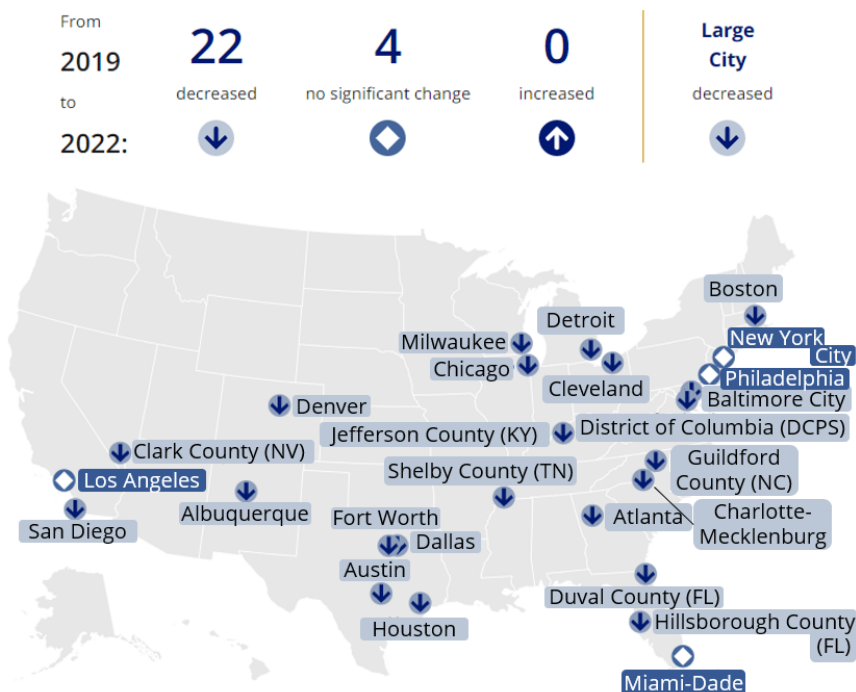 From
2019
to
2022:
22
decreased
4
no significant change
0
increased
Large
City
decreased
Boston
Detroit
New York
City
Milwaukee
Chicago
Philadelphia
Cleveland
Baltimore City
Denver
Jefferson County (KY)
District of Columbia (DCPS)
Clark County (NV)
Shelby County (TN)
Guildford
County (NC)
Los Angeles
Albuquerque
Fort Worth
Atlanta
Charlotte-
Mecklenburg
San Diego
Dallas
Austin
Duval County (FL)
Houston
Hillsborough County
(FL)
Miami-Dade